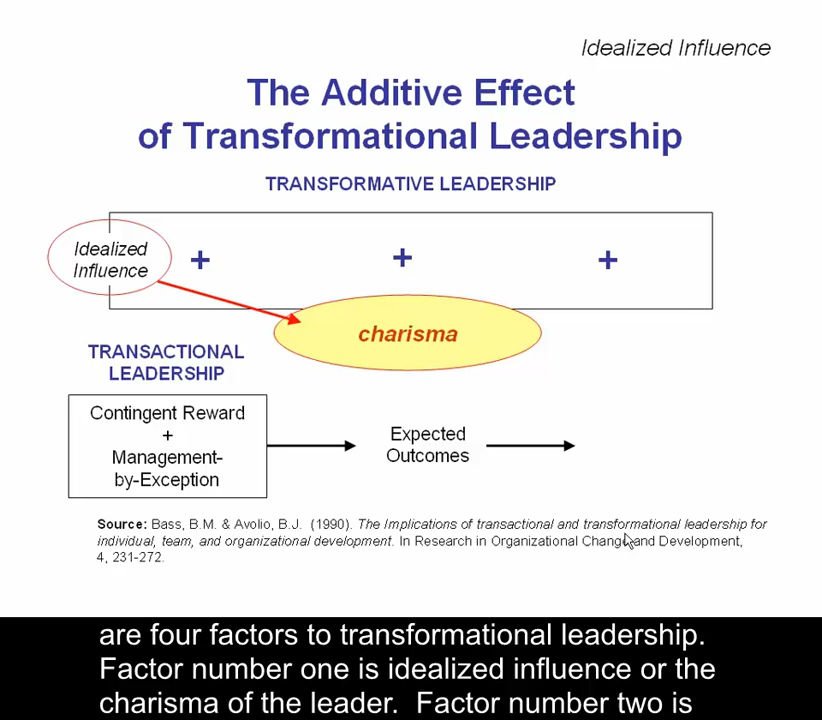 Idealized Influence
The Additive Effect
of Transformational Leadership
TRANSFORMATIVE LEADERSHIP
Idealized
Influence
+
+
+
charisma
TRANSACTIONAL
LEADERSHIP
Contingent Reward
+
Management-
by-Exception
Expected
Outcomes
Source: Bass, B.M. & Avolio, B.J. (1990). The Implications of transactional and transformational leadership for
individual, team, and organizational development. In Research in Organizational Change and Development,
4, 231-272.
are four factors to transformational leadership.
Factor number one is idealized influence or the
charisma of the leader. Factor number two is